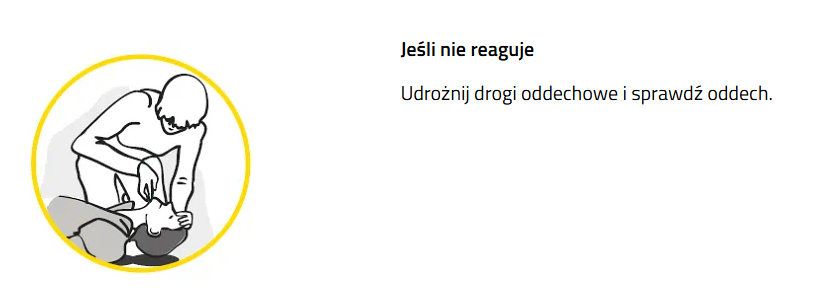 Jeśli nie reaguje
Udrożnij drogi oddechowe i sprawdź oddech.